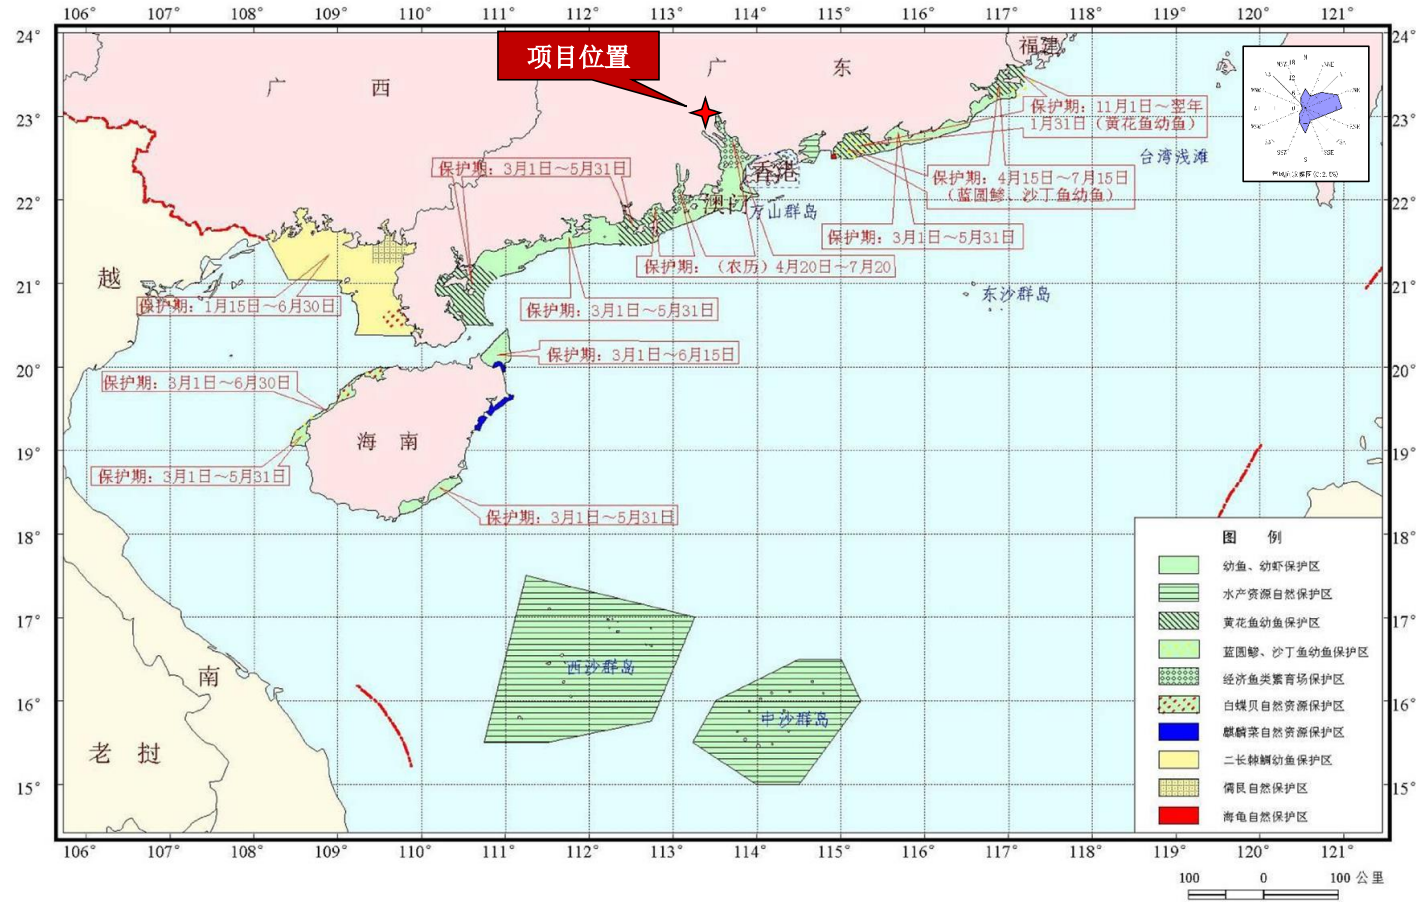 106° 107° 108° 109° 110° 111° 112° 113° 114° 115° 116° 117° 118° 119° 120° 121°
24°
24°
项目位置
福建
广 东
广 西
N
保护期：11月1日～翌年
1月31日（黄花鱼幼鱼）
23°
23°
台湾浅滩
保护期：3月1日～5月31日
香港
保护期：4月15日～7月15日
（蓝圆鲹、沙丁鱼幼鱼）
22°
22°
澳门
万山群岛
保护期：3月1日～5月31日
保护期：（农历）4月20日～7月20
越
21°
21°
东沙群岛
保护期：1月15日～6月30日
保护期：3月1日～5月31日
保护期：3月1日～6月15日
20°
20°
保护期：3月1日～6月30日
海 南
19°
19°
保护期：3月1日～5月31日
保护期：3月1日～5月31日
18°
18°
图 例
幼鱼、幼虾保护区
水产资源自然保护区
17°
17°
黄花鱼幼鱼保护区
蓝圆鲹、沙丁鱼幼鱼保护区
西沙群岛
南
经济鱼类繁育场保护区
16°
16°
白蝶贝自然资源保护区
中沙群岛
麒麟菜自然资源保护区
老 挝
二长棘鲷幼鱼保护区
15°
15°
儒艮自然保护区
海龟自然保护区
106° 107° 108° 109° 110° 111° 112° 113° 114° 115° 116° 117° 118° 119° 120° 121°
100 0 100 公里